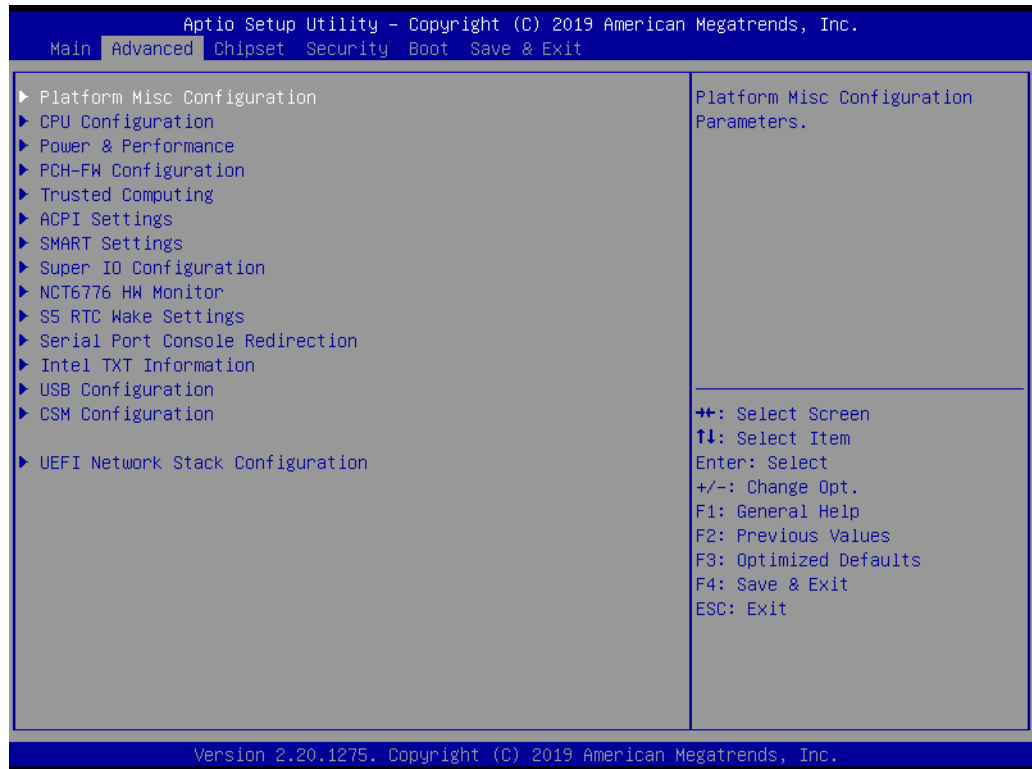 Aptio Setup Utility – Copyright (C) 2019 American Megatrends, Inc.
Main Advanced Chipset Security Boot Save & Exit
▶ Platform Misc Configuration
▶ CPU Configuration
▶ Power & Performance
▶ PCH-FW Configuration
▶ Trusted Computing
▶ ACPI Settings
▶ SMART Settings
▶ Super IO Configuration
▶ NCT6776 HW Monitor
▶ S5 RTC Wake Settings
▶ Serial Port Console Redirection
▶ Intel TXT Information
▶ USB Configuration
▶ CSM Configuration
▶ UEFI Network Stack Configuration
Platform Misc Configuration
Parameters.
→←: Select Screen
↑↓: Select Item
Enter: Select
+/-: Change Opt.
F1: General Help
F2: Previous Values
F3: Optimized Defaults
F4: Save & Exit
ESC: Exit
Version 2.20.1275. Copyright (C) 2019 American Megatrends, Inc.